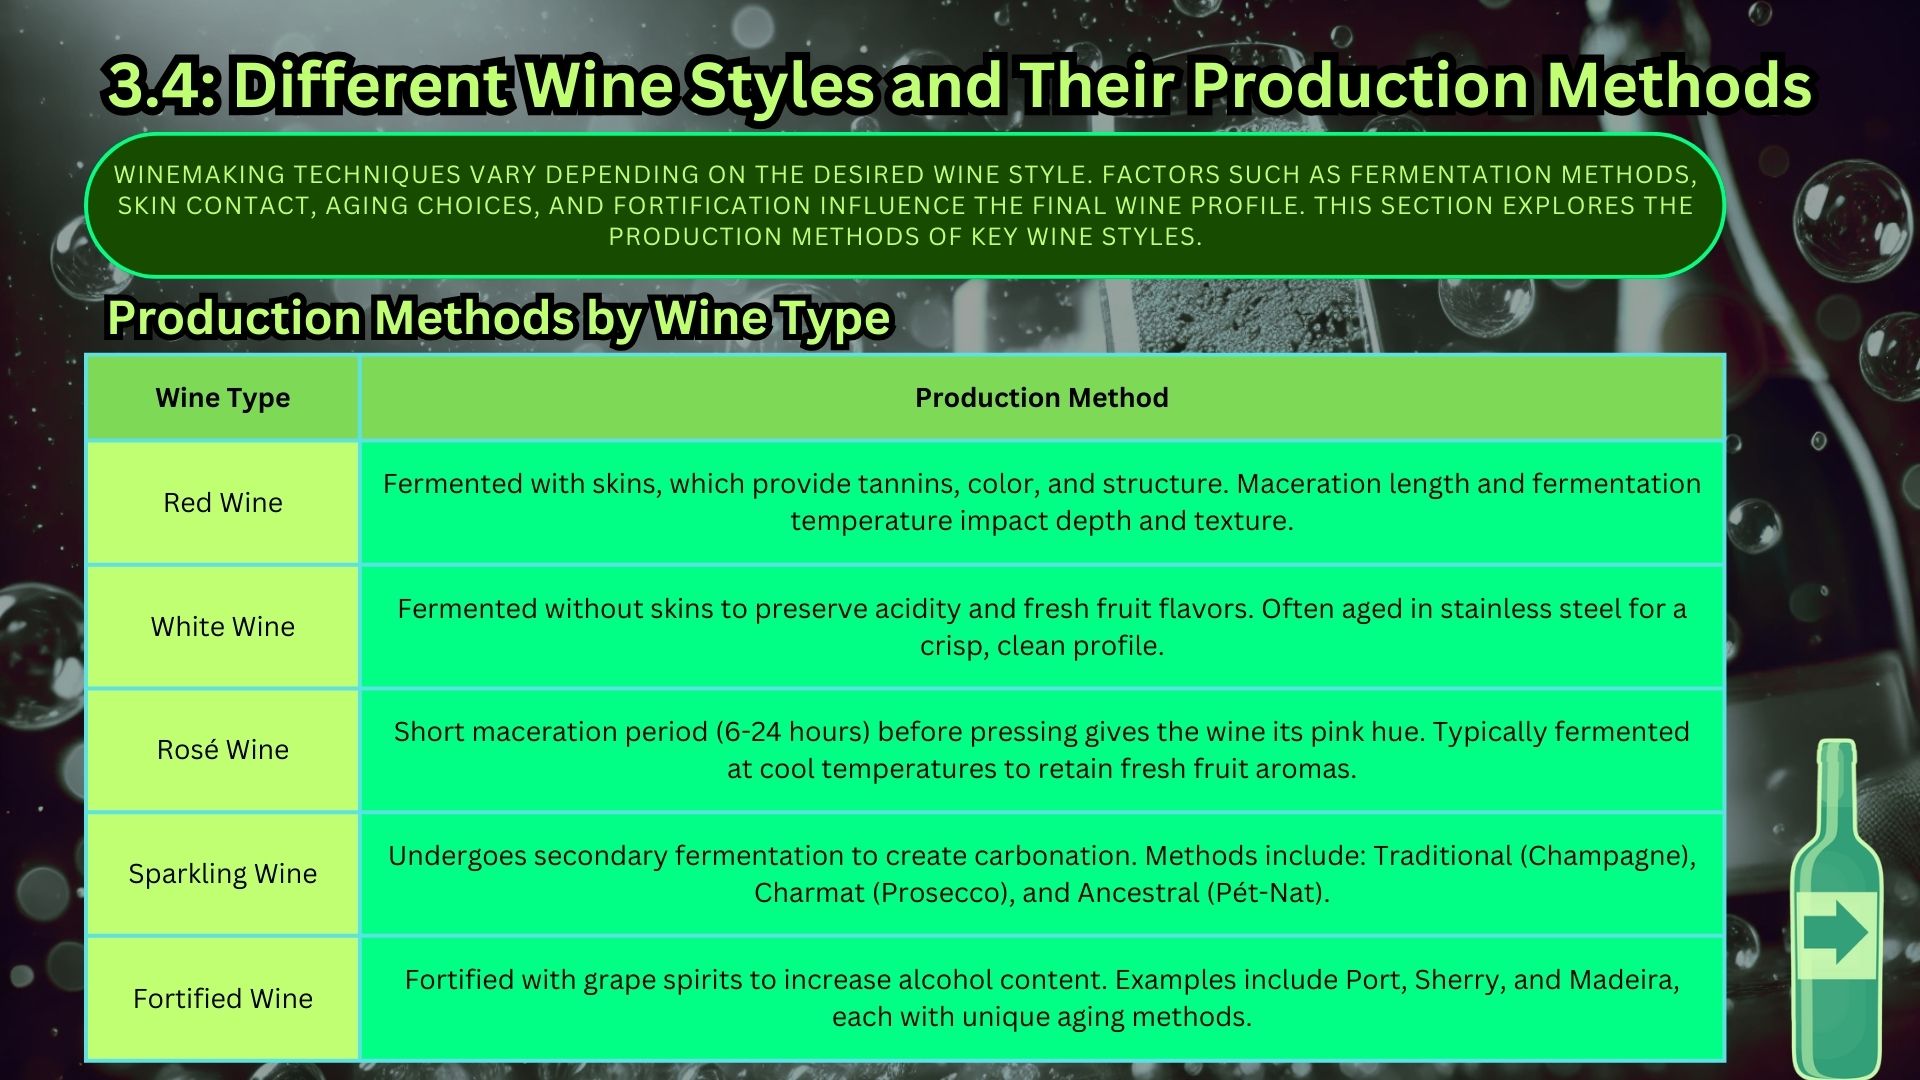 3.4: Different Wine Styles and Their Production Methods
WINEMAKING TECHNIQUES VARY DEPENDING ON THE DESIRED WINE STYLE. FACTORS SUCH AS FERMENTATION METHODS,
SKIN CONTACT, AGING CHOICES, AND FORTIFICATION INFLUENCE THE FINAL WINE PROFILE. THIS SECTION EXPLORES THE
PRODUCTION METHODS OF KEY WINE STYLES.
Production Methods by Wine Type
Wine Type
Production Method
Red Wine
Fermented with skins, which provide tannins, color, and structure. Maceration length and fermentation
temperature impact depth and texture.
White Wine
Fermented without skins to preserve acidity and fresh fruit flavors. Often aged in stainless steel for a
crisp, clean profile.
Rosé Wine
Short maceration period (6-24 hours) before pressing gives the wine its pink hue. Typically fermented
at cool temperatures to retain fresh fruit aromas.
Sparkling Wine
Undergoes secondary fermentation to create carbonation. Methods include: Traditional (Champagne),
Charmat (Prosecco), and Ancestral (Pét-Nat).
Fortified Wine
Fortified with grape spirits to increase alcohol content. Examples include Port, Sherry, and Madeira,
each with unique aging methods.